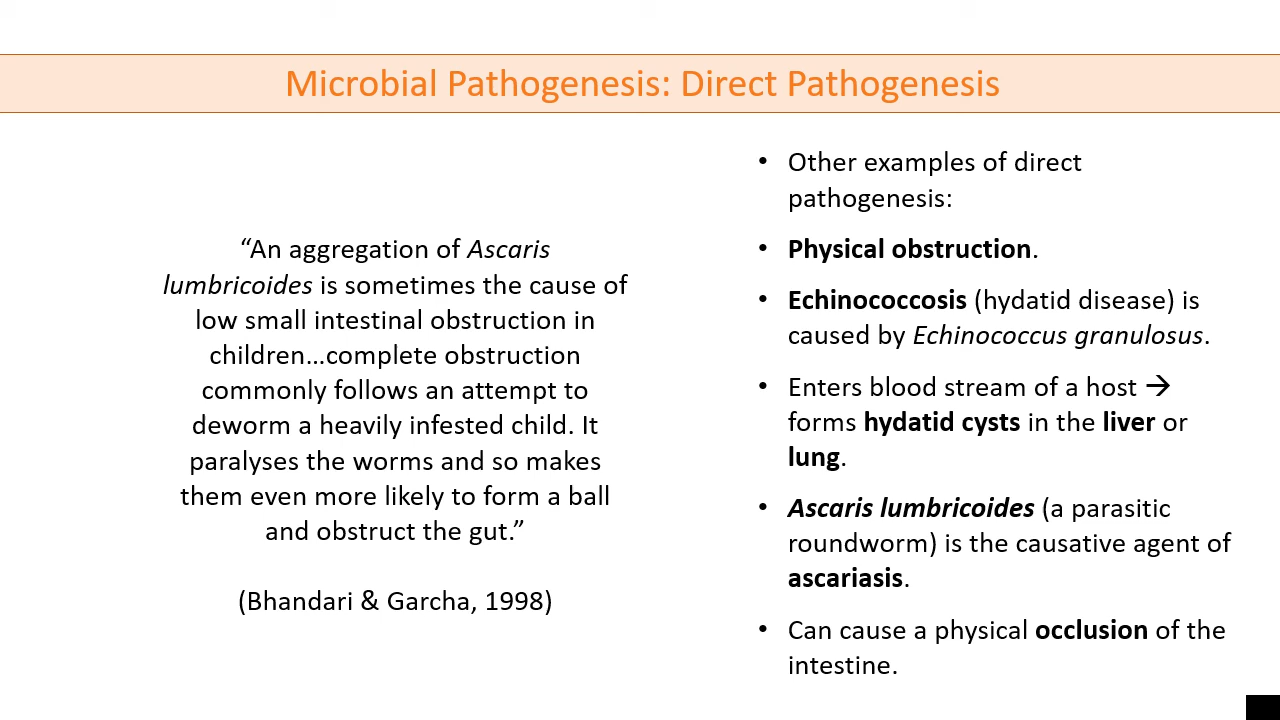 Microbial Pathogenesis: Direct Pathogenesis
“An aggregation of Ascaris
lumbricoides is sometimes the cause of
low small intestinal obstruction in
children…complete obstruction
commonly follows an attempt to
deworm a heavily infested child. It
paralyses the worms and so makes
them even more likely to form a ball
and obstruct the gut.”
(Bhandari & Garcha, 1998)
• Other examples of direct
pathogenesis:
• Physical obstruction.
• Echinococcosis (hydatid disease) is
caused by Echinococcus granulosus.
• Enters blood stream of a host →
forms hydatid cysts in the liver or
lung.
• Ascaris lumbricoides (a parasitic
roundworm) is the causative agent of
ascariasis.
• Can cause a physical occlusion of the
intestine.